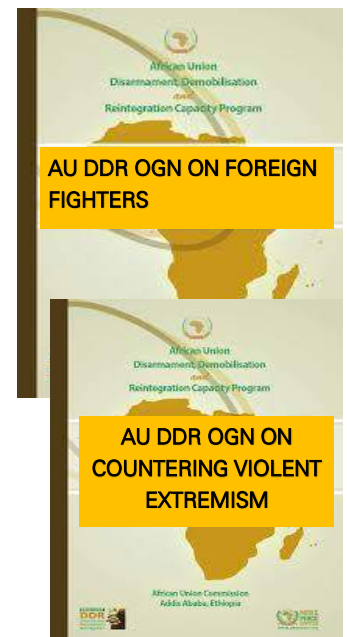 African Union
Disarmament, Demobilisation
and
Reintegration Capacity Program
AU DDR OGN ON FOREIGN
FIGHTERS
African Union
Disarmament, Demobilisation
and
Reintegration Capacity Program
AU DDR OGN ON
COUNTERING VIOLENT
EXTREMISM
African Union Commission
Addis Ababa, Ethiopia
DDR